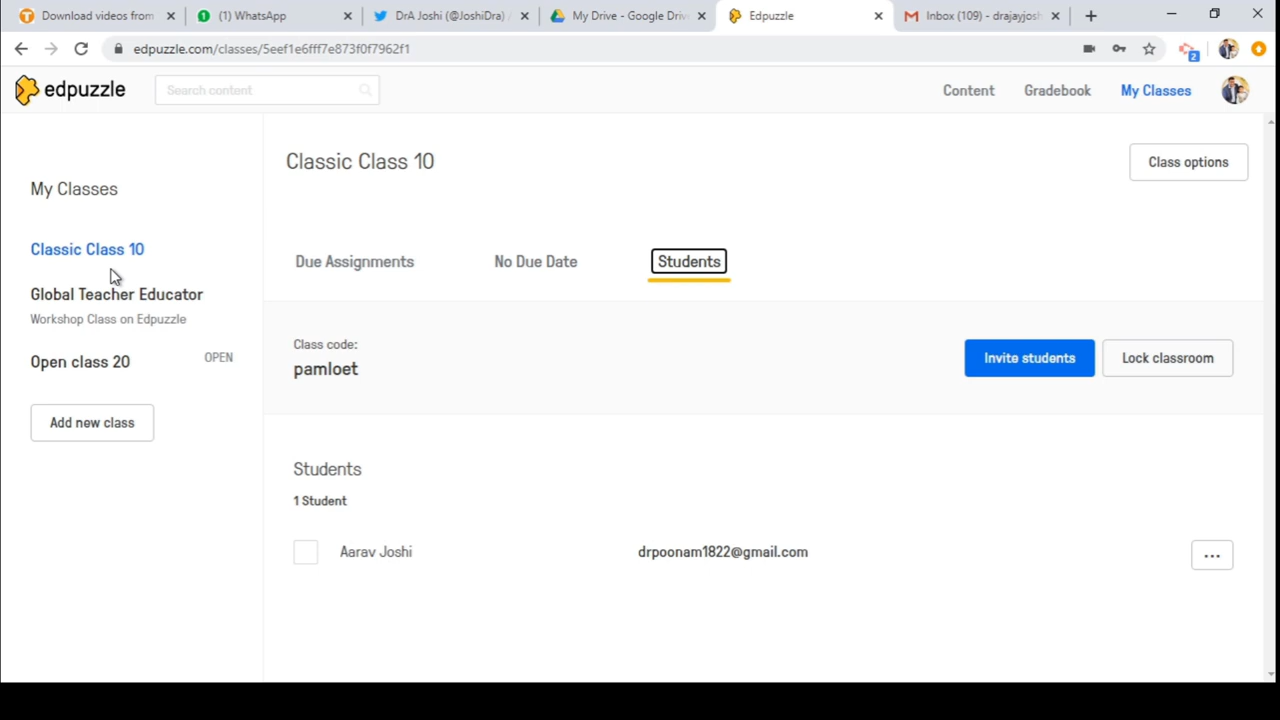 Download videos from
(1) WhatsApp
DrA Joshi (@JoshiDra) /
My Drive - Google Driv
Edpuzzle
Inbox (109) - drajayjosh
edpuzzle.com/classes/5eef1e6fff7e873f0f7962f1
2
edpuzzle
Search content
Content
Gradebook
My Classes
Classic Class 10
Class options
My Classes
Classic Class 10
Global Teacher Educator
Workshop Class on Edpuzzle
Open class 20
OPEN
Add new class
Due Assignments
No Due Date
Students
Class code:
pamloet
Invite students
Lock classroom
Students
1 Student
Aarav Joshi
drpoonam1822@gmail.com